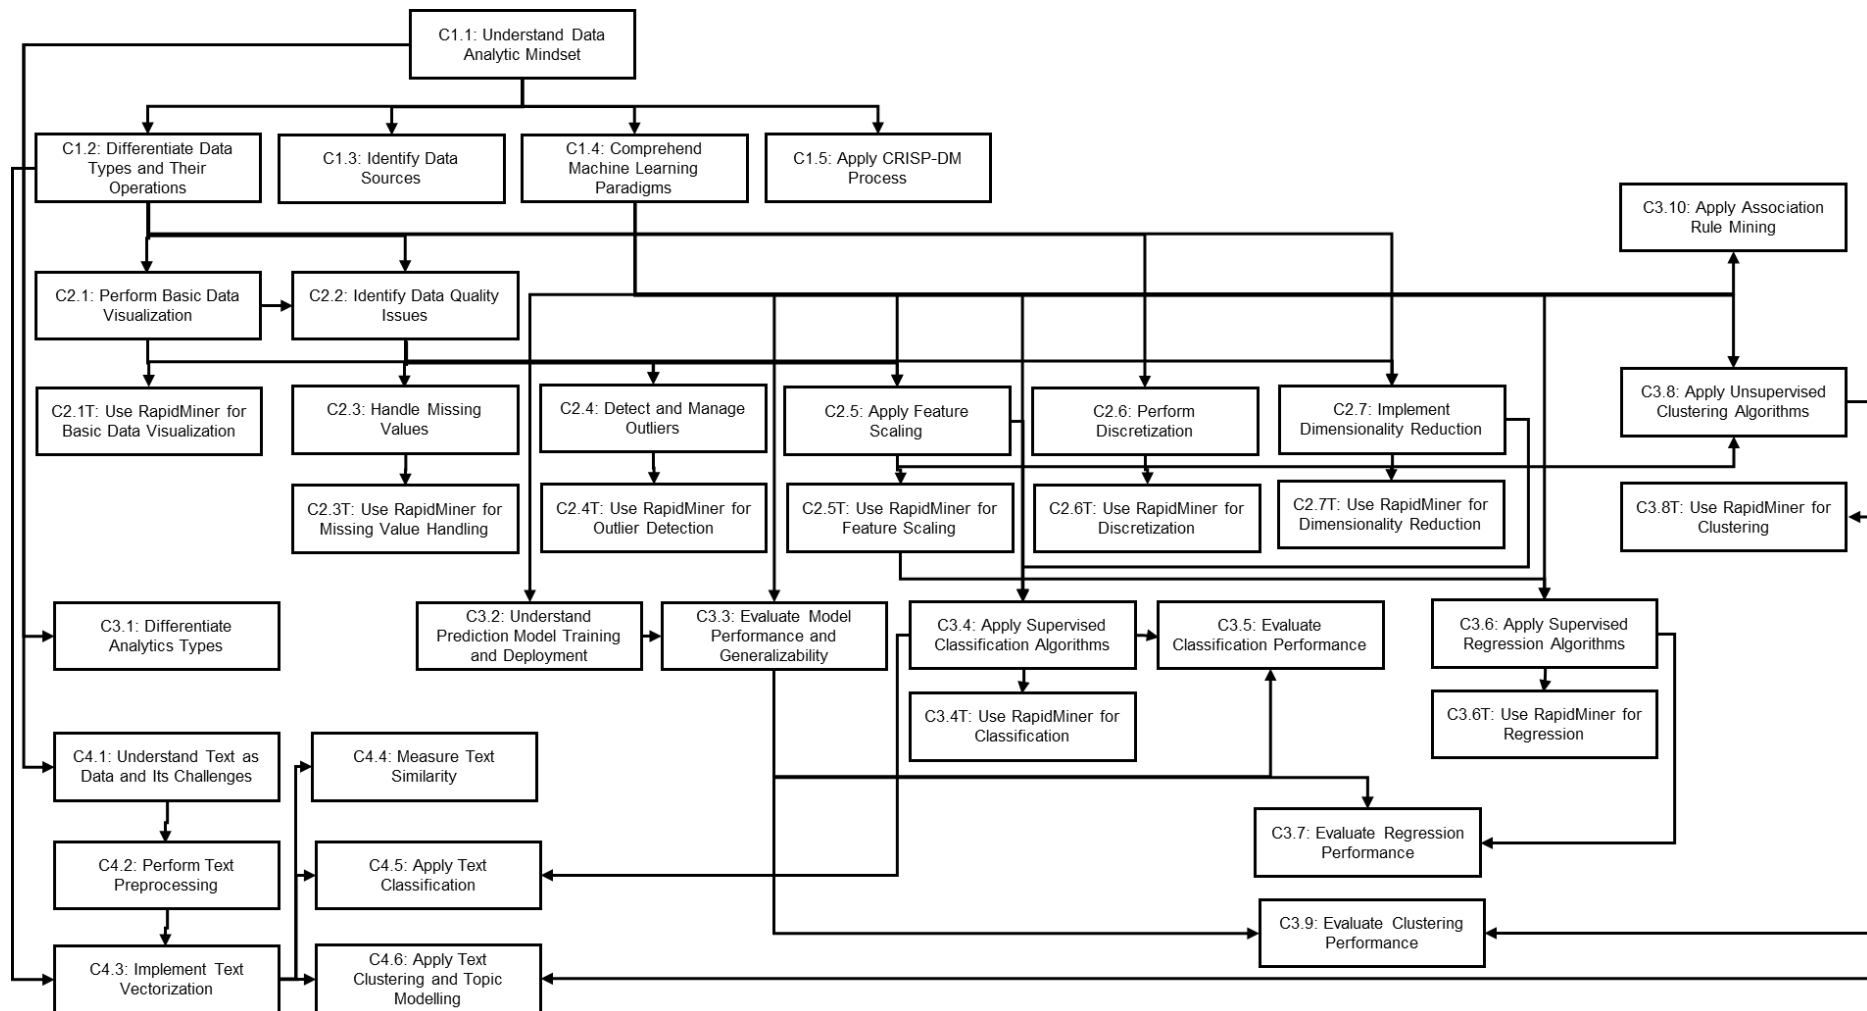 C1.1: Understand Data
Analytic Mindset
C1.2: Differentiate Data
Types and Their
Operations
C1.3: Identify Data
Sources
C1.4: Comprehend
Machine Learning
Paradigms
C1.5: Apply CRISP-DM
Process
C3.10: Apply Association
Rule Mining
C2.1: Perform Basic Data
Visualization
C2.2: Identify Data Quality
Issues
C2.1T: Use RapidMiner for
Basic Data Visualization
C2.3: Handle Missing
Values
C2.4: Detect and Manage
Outliers
C2.5: Apply Feature
Scaling
C2.6: Perform
Discretization
C2.7: Implement
Dimensionality Reduction
C3.8: Apply Unsupervised
Clustering Algorithms
C2.3T: Use RapidMiner for
Missing Value Handling
C2.4T: Use RapidMiner for
Outlier Detection
C2.5T: Use RapidMiner for
Feature Scaling
C2.6T: Use RapidMiner for
Discretization
C2.7T: Use RapidMiner for
Dimensionality Reduction
C3.8T: Use RapidMiner for
Clustering
C3.1: Differentiate
Analytics Types
C3.2: Understand
Prediction Model Training
and Deployment
C3.3: Evaluate Model
Performance and
Generalizability
C3.4: Apply Supervised
Classification Algorithms
C3.5: Evaluate
Classification Performance
C3.6: Apply Supervised
Regression Algorithms
C3.4T: Use RapidMiner for
Classification
C3.6T: Use RapidMiner for
Regression
C4.1: Understand Text as
Data and Its Challenges
C4.4: Measure Text
Similarity
C3.7: Evaluate Regression
Performance
C4.2: Perform Text
Preprocessing
C4.5: Apply Text
Classification
C3.9: Evaluate Clustering
Performance
C4.3: Implement Text
Vectorization
C4.6: Apply Text
Clustering and Topic
Modelling